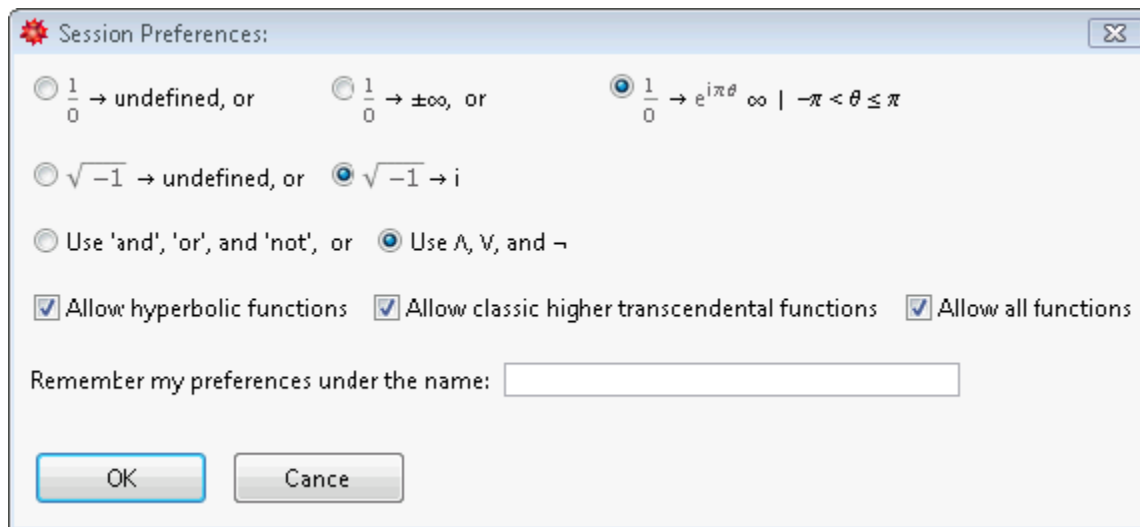 Session Preferences:
1/0 → undefined, or 1/0 → ±∞, or 1/0 → e^{iπθ} ∞ | -π < θ ≤ π
√-1 → undefined, or √-1 → i
Use 'and', 'or', and 'not', or Use ∧, ∨, and ¬
Allow hyperbolic functions Allow classic higher transcendental functions Allow all functions
Remember my preferences under the name:
OK Cance